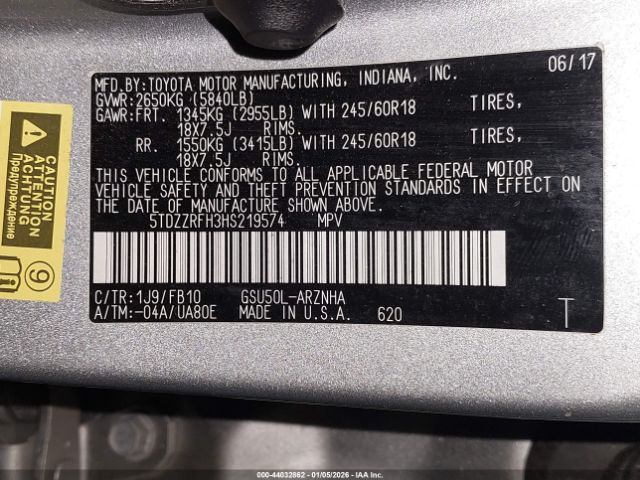 MFD.BY:TOYOTA MOTOR MANUFACTURING, INDIANA, INC. 06/17
GVWR:2650KG (5840LB)
GAWR:FRT. 1345KG (2955LB) WITH 245/60R18 TIRES,
18X7.5J RIMS.
RR. 1550KG (3415LB) WITH 245/60R18 TIRES,
18X7.5J RIMS.
THIS VEHICLE CONFORMS TO ALL APPLICABLE FEDERAL MOTOR
VEHICLE SAFETY AND THEFT PREVENTION STANDARDS IN EFFECT ON
THE DATE OF MANUFACTURE SHOWN ABOVE.
5TDZZRFH3HS219574 MPV
C/TR:1J9/FB10 GSU50L-ARZNHA
A/TM:-04A/UA80E MADE IN U.S.A. 620 T
CAUTION
ATTENTION
ACHTUNG
Предупреждение
9
000-44032862 | 01/05/2026 | IAA Corp.